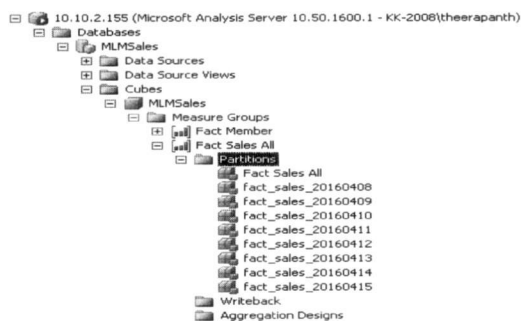 10.10.2.155 (Microsoft Analysis Server 10.50.1600.1 - KK-2008\theerapanth)
Databases
MLMSales
Data Sources
Data Source Views
Cubes
MLMSales
Measure Groups
Fact Member
Fact Sales All
Partitions
Fact Sales All
fact_sales_20160408
fact_sales_20160409
fact_sales_20160410
fact_sales_20160411
fact_sales_20160412
fact_sales_20160413
fact_sales_20160414
fact_sales_20160415
Writeback
Aggregation Designs